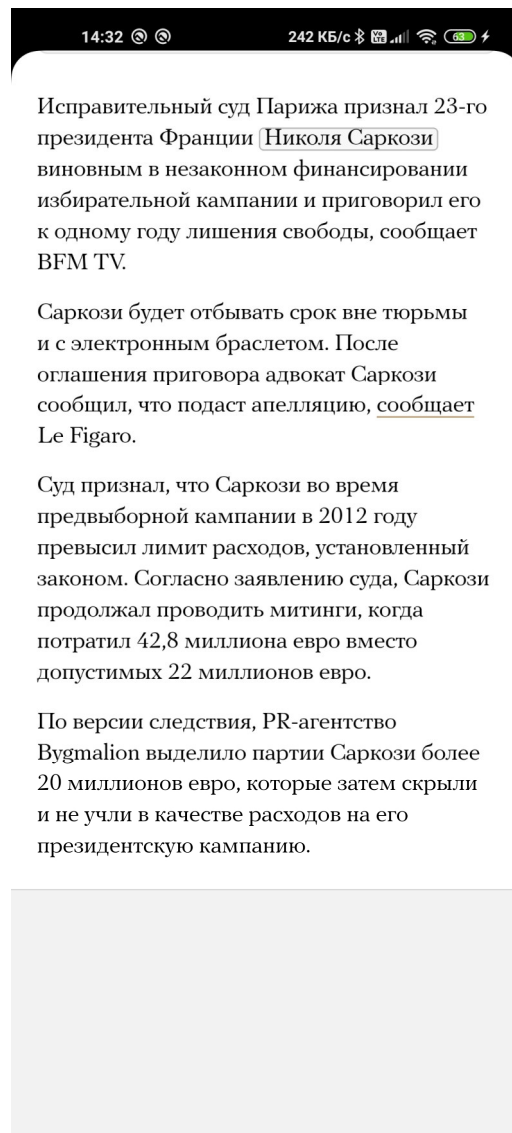 14:32 242 КБ/с Vo LTE 63
Исправительный суд Парижа признал 23-го
президента Франции Николя Саркози
виновным в незаконном финансировании
избирательной кампании и приговорил его
к одному году лишения свободы, сообщает
BFM TV.
Саркози будет отбывать срок вне тюрьмы
и с электронным браслетом. После
оглашения приговора адвокат Саркози
сообщил, что подаст апелляцию, сообщает
Le Figaro.
Суд признал, что Саркози во время
предвыборной кампании в 2012 году
превысил лимит расходов, установленный
законом. Согласно заявлению суда, Саркози
продолжал проводить митинги, когда
потратил 42,8 миллиона евро вместо
допустимых 22 миллионов евро.
По версии следствия, PR-агентство
Bygmalion выделило партии Саркози более
20 миллионов евро, которые затем скрыли
и не учли в качестве расходов на его
президентскую кампанию.